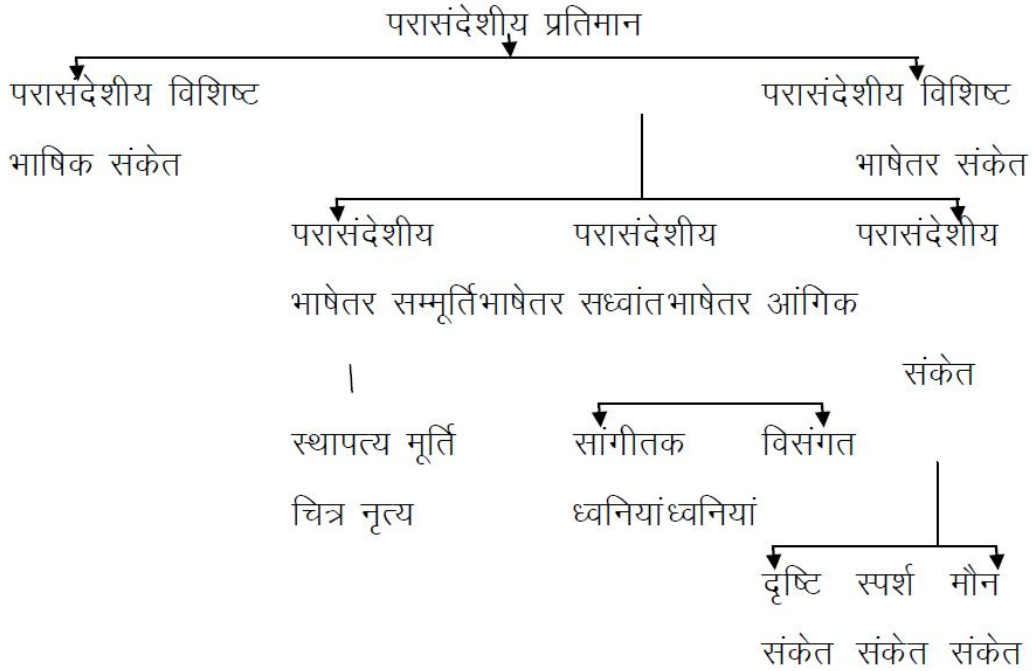 परासंदेशीय प्रतिमान
परासंदेशीय विशिष्ट परासंदेशीय विशिष्ट
भाषिक संकेत भाषेतर संकेत
परासंदेशीय परासंदेशीय परासंदेशीय
भाषेतर सम्मूर्तिभाषेतर सध्वांतभाषेतर आंगिक
संकेत
स्थापत्य मूर्ति सांगीतक विसंगत
चित्र नृत्य ध्वनियांध्वनियां
दृष्टि स्पर्श मौन
संकेत संकेत संकेत